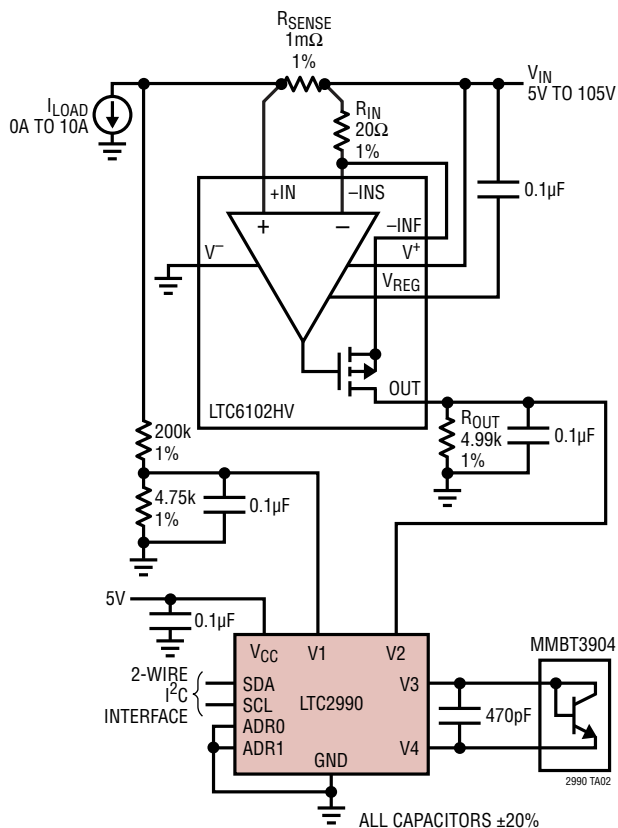 RSENSE
1mΩ
1%
VIN
5V TO 105V
ILOAD
0A TO 10A
RIN
20Ω
1%
+IN
–INS
0.1µF
–INF
+
–
V–
V+
VREG
OUT
LTC6102HV
ROUT
4.99k
1%
0.1µF
200k
1%
4.75k
1%
0.1µF
5V
0.1µF
VCC
V1
V2
MMBT3904
2-WIRE
I2C
INTERFACE
SDA
SCL
ADR0
ADR1
LTC2990
V3
V4
470pF
GND
2990 TA02
ALL CAPACITORS ±20%